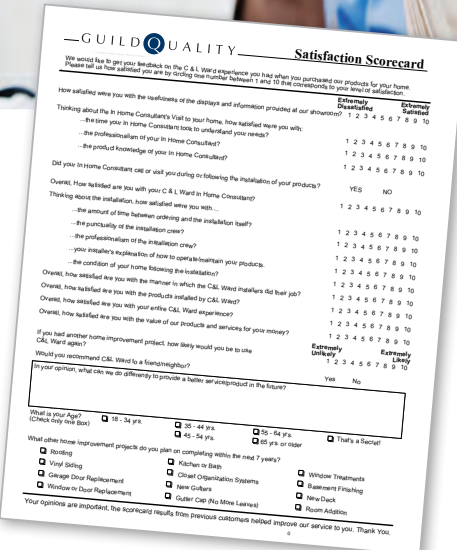 GUILDQUALITY
Satisfaction Scorecard
We would like to get your feedback on the C & L Ward experience you had when you purchased our products for your home.
Please tell us how satisfied you are by circling one number between 1 and 10 that corresponds to your level of satisfaction.
Extremely Dissatisfied Extremely Satisfied
How satisfied were you with the usefulness of the displays and information provided at our showroom? 1 2 3 4 5 6 7 8 9 10
Thinking about the In Home Consultant's Visit to your home, how satisfied were you with:
...the time your In Home Consultant took to understand your needs? 1 2 3 4 5 6 7 8 9 10
...the professionalism of your In Home Consultant? 1 2 3 4 5 6 7 8 9 10
...the product knowledge of your In Home Consultant? 1 2 3 4 5 6 7 8 9 10
Did your In Home Consultant call or visit you during or following the installation of your products? YES NO
Overall, How satisfied are you with your C & L Ward In Home Consultant? 1 2 3 4 5 6 7 8 9 10
Thinking about the installation, how satisfied were you with....
...the amount of time between ordering and the installation itself? 1 2 3 4 5 6 7 8 9 10
...the punctuality of the installation crew? 1 2 3 4 5 6 7 8 9 10
...the professionalism of the installation crew? 1 2 3 4 5 6 7 8 9 10
...your installer's explanation of how to operate/maintain your products. 1 2 3 4 5 6 7 8 9 10
...the condition of your home following the installation? 1 2 3 4 5 6 7 8 9 10
Overall, how satisfied are you with the manner in which the C&L Ward installers did their job? 1 2 3 4 5 6 7 8 9 10
Overall, how satisfied are you with the products installed by C&L Ward? 1 2 3 4 5 6 7 8 9 10
Overall, how satisfied are you with your entire C&L Ward experience? 1 2 3 4 5 6 7 8 9 10
Overall, how satisfied are you with the value of our products and services for your money? 1 2 3 4 5 6 7 8 9 10
Extremely Unlikely Extremely Likely
If you had another home improvement project, how likely would you be to use
C&L Ward again? 1 2 3 4 5 6 7 8 9 10
Would you recommend C&L Ward to a friend/neighbor? Yes No
In your opinion, what can we do differently to provide a better service/product in the future?
What is your Age? 18 - 34 yrs. 35 - 44 yrs. 55 - 64 yrs. That's a Secret!
(Check only one Box) 45 - 54 yrs. 65 yrs. or older
What other home improvement projects do you plan on completing within the next 7 years?
Roofing Kitchen or Bath Window Treatments
Vinyl Siding Closet Organization Systems Basement Finishing
Garage Door Replacement New Gutters New Deck
Window or Door Replacement Gutter Cap (No More Leaves) Room Addition
Your opinions are important, the scorecard results from previous customers helped improve our service to you. Thank You.